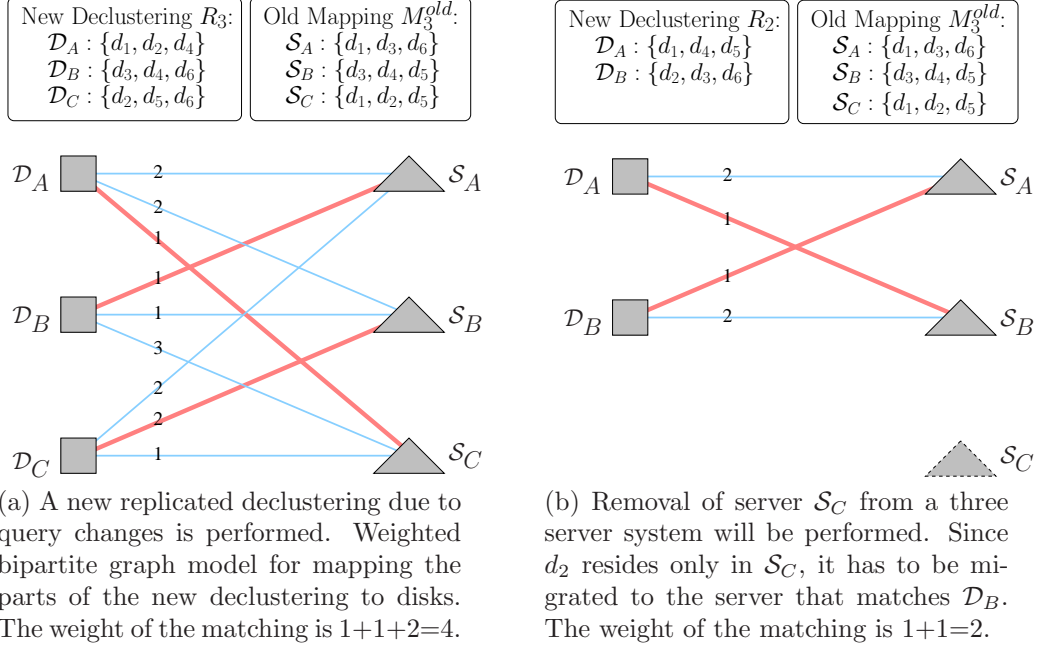 New Declustering R₃:
𝒟_A : {d₁, d₂, d₄}
𝒟_B : {d₃, d₄, d₆}
𝒟_C : {d₂, d₅, d₆}
Old Mapping M₃^old:
𝒮_A : {d₁, d₃, d₆}
𝒮_B : {d₃, d₄, d₅}
𝒮_C : {d₁, d₂, d₅}
𝒟_A
2
𝒮_A
2
1
1
𝒟_B
1
𝒮_B
3
2
2
𝒟_C
1
𝒮_C
(a) A new replicated declustering due to
query changes is performed. Weighted
bipartite graph model for mapping the
parts of the new declustering to disks.
The weight of the matching is 1+1+2=4.
New Declustering R₂:
𝒟_A : {d₁, d₄, d₅}
𝒟_B : {d₂, d₃, d₆}
Old Mapping M₃^old:
𝒮_A : {d₁, d₃, d₆}
𝒮_B : {d₃, d₄, d₅}
𝒮_C : {d₁, d₂, d₅}
𝒟_A
2
𝒮_A
1
1
𝒟_B
2
𝒮_B
𝒮_C
(b) Removal of server 𝒮_C from a three
server system will be performed. Since
d₂ resides only in 𝒮_C, it has to be mi-
grated to the server that matches 𝒟_B.
The weight of the matching is 1+1=2.